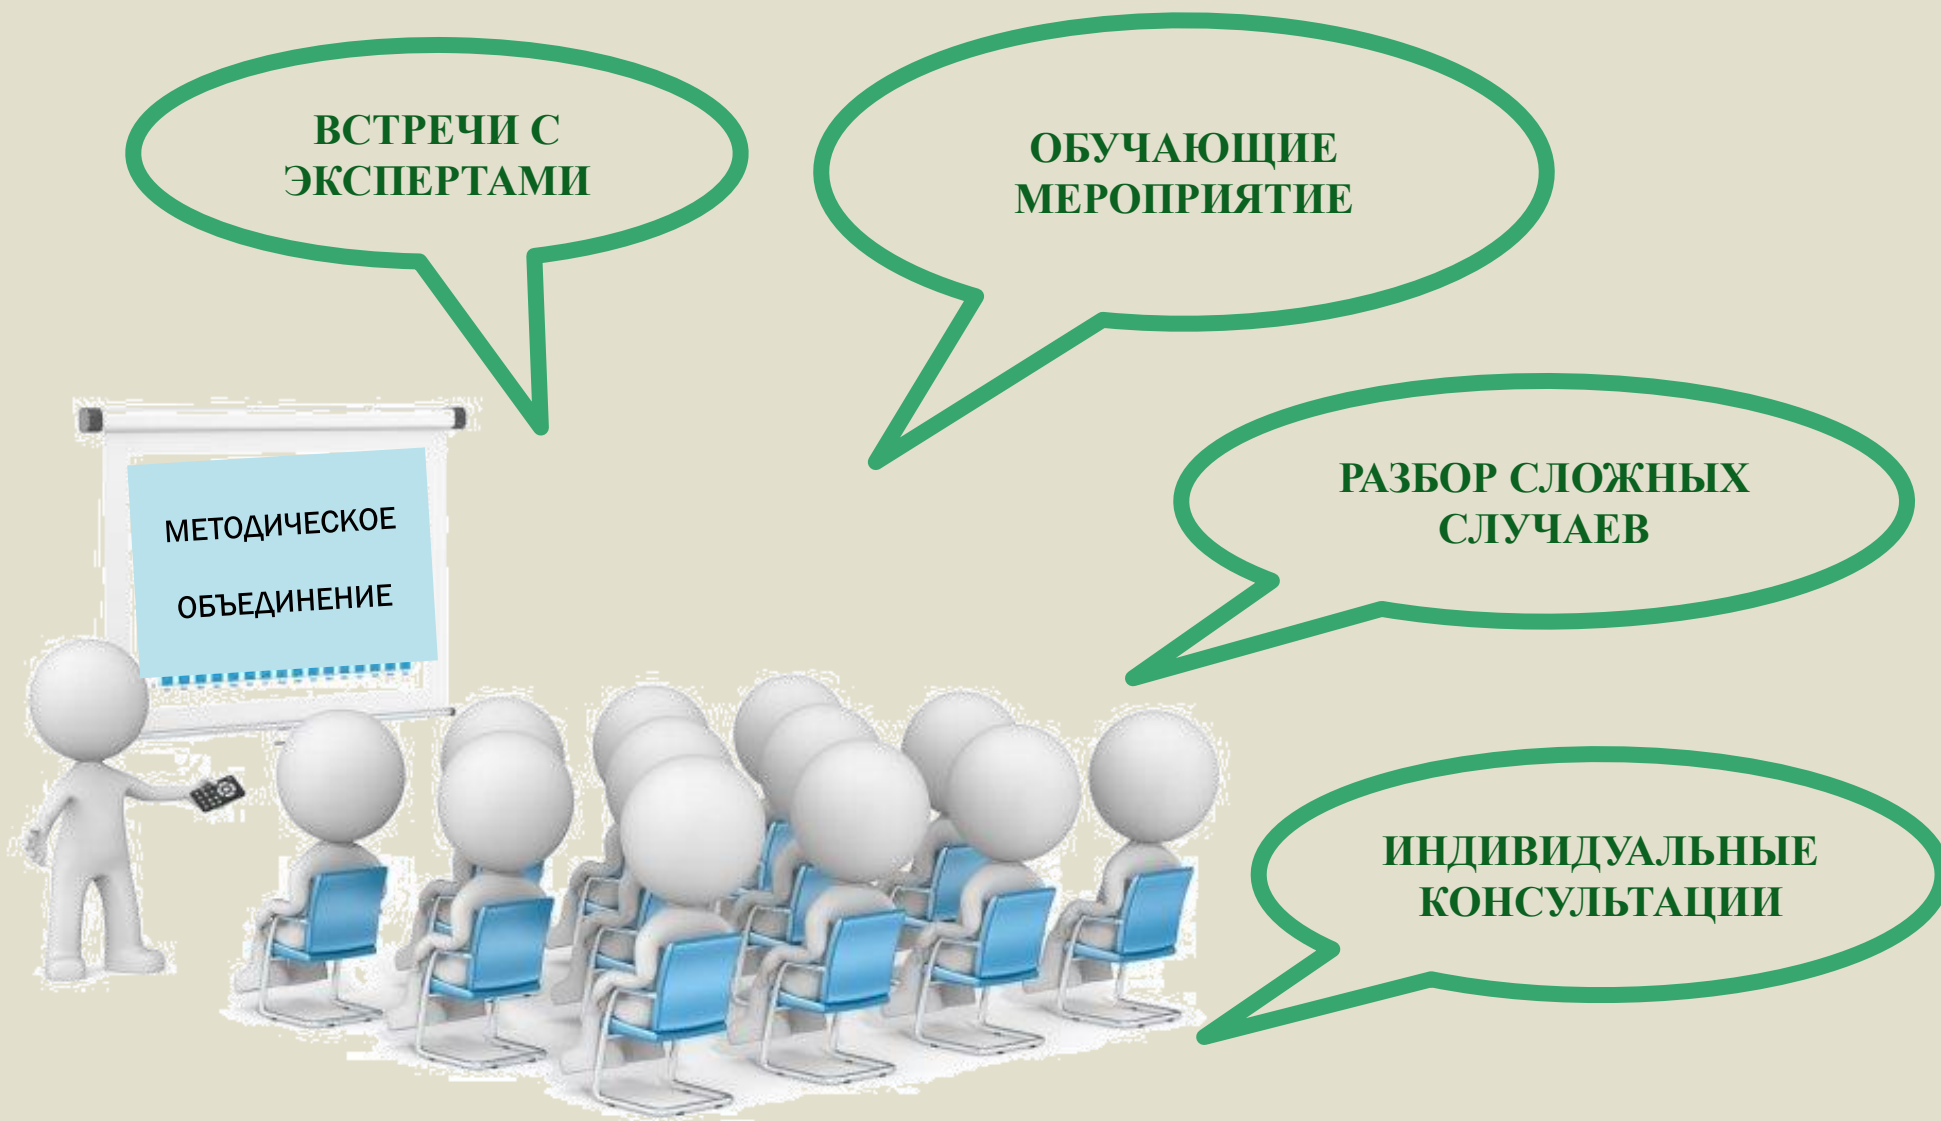 ВСТРЕЧИ С
ЭКСПЕРТАМИ
ОБУЧАЮЩИЕ
МЕРОПРИЯТИЕ
РАЗБОР СЛОЖНЫХ
СЛУЧАЕВ
МЕТОДИЧЕСКОЕ
ОБЪЕДИНЕНИЕ
ИНДИВИДУАЛЬНЫЕ
КОНСУЛЬТАЦИИ